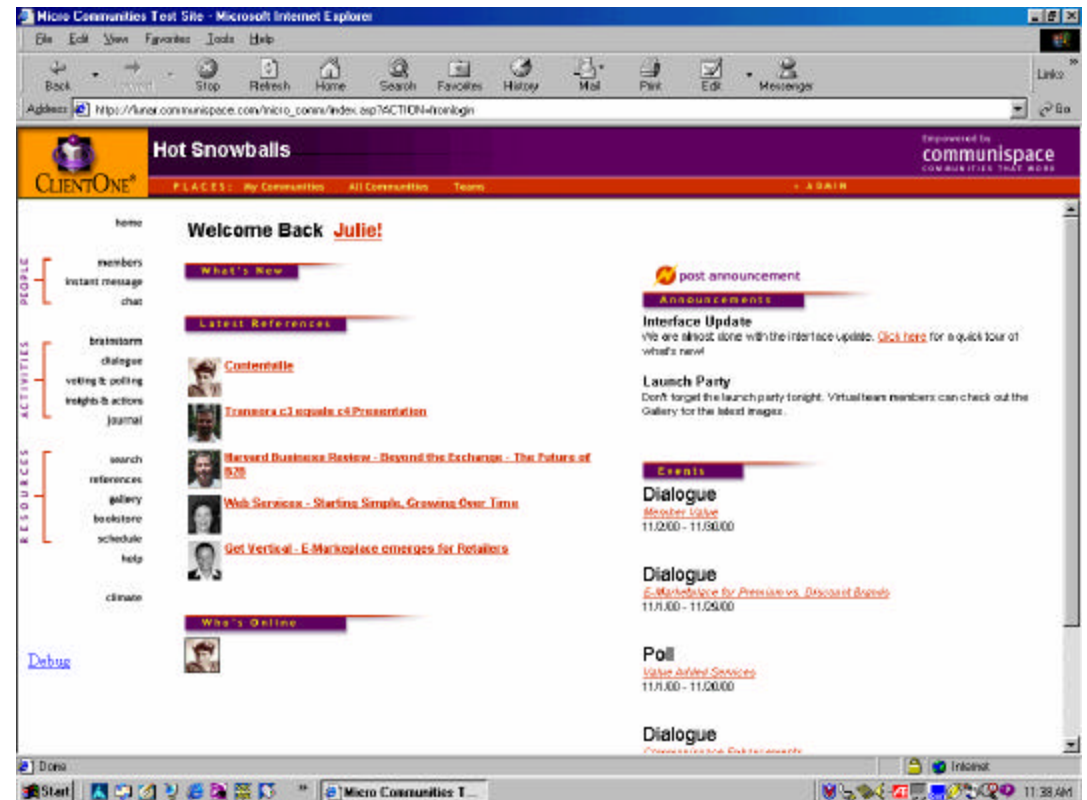 Micro Communities Test Site - Microsoft Internet Explorer
File Edit View Favorites Tools Help
Back Forward Stop Refresh Home Search Favorites History Mail Print Edit Messenger Links
Address https://lunar.communispace.com/micro_comm/index.asp?ACTION=fromlogin Go
CLIENTONE®
Hot Snowballs
Empowered by
communispace
COMMUNITIES THAT WORK
PLACES: My Communities All Communities Teams
ADMIN
home
PEOPLE
members
instant message
chat
ACTIVITIES
brainstorm
dialogue
voting & polling
insights & actions
journal
RESOURCES
search
references
gallery
bookstore
schedule
help
climate
Debug
Welcome Back Julie!
What's New
Latest References
Contentville
Transora c3 equals c4 Presentation
Harvard Business Review - Beyond the Exchange - The Future of
B2B
Web Services - Starting Simple, Growing Over Time
Got Vertical - E-Markeplace emerges for Retailers
Who's Online
post announcement
Announcements
Interface Update
We are almost done with the interface update. Click here for a quick tour of
what's new!
Launch Party
Don't forget the launch party tonight. Virtual team members can check out the
Gallery for the latest images.
Events
Dialogue
Member Value
11/2/00 - 11/30/00
Dialogue
E-Marketplace for Premium vs. Discount Brands
11/1/00 - 11/29/00
Poll
Value Added Services
11/1/00 - 11/20/00
Dialogue
Communispace Enhancements
Done
Internet
Start
Micro Communities T...
11:38 AM